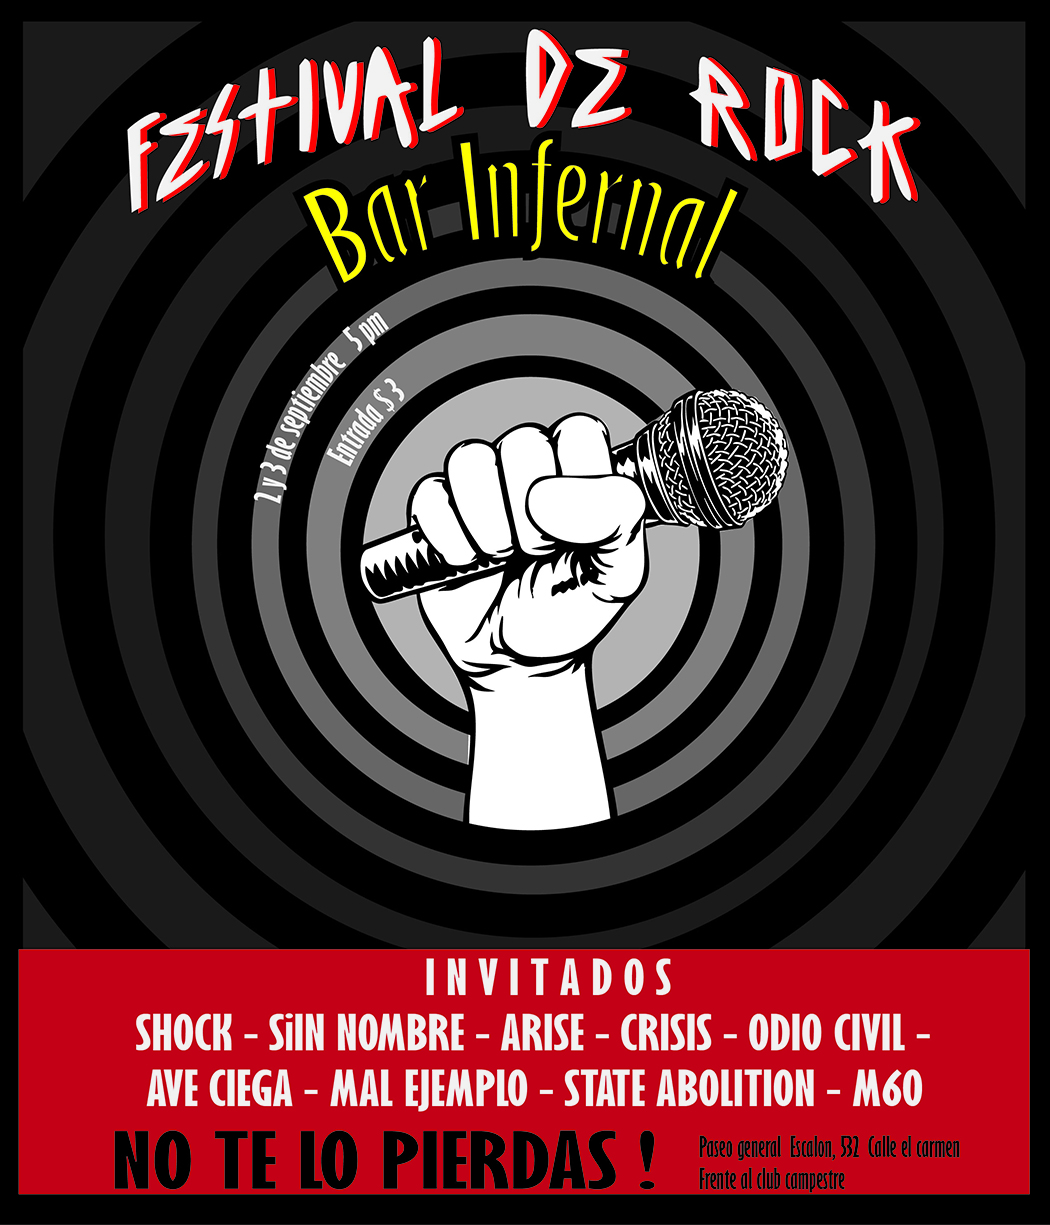 FESTIVAL DE ROCK
Bar Infernal
2 y 3 de septiembre 5 pm
Entrada $ 3
INVITADOS
SHOCK - SiIN NOMBRE - ARISE - CRISIS - ODIO CIVIL -
AVE CIEGA - MAL EJEMPLO - STATE ABOLITION - M60
NO TE LO PIERDAS !
Paseo general Escalon, 532 Calle el carmen
Frente al club campestre